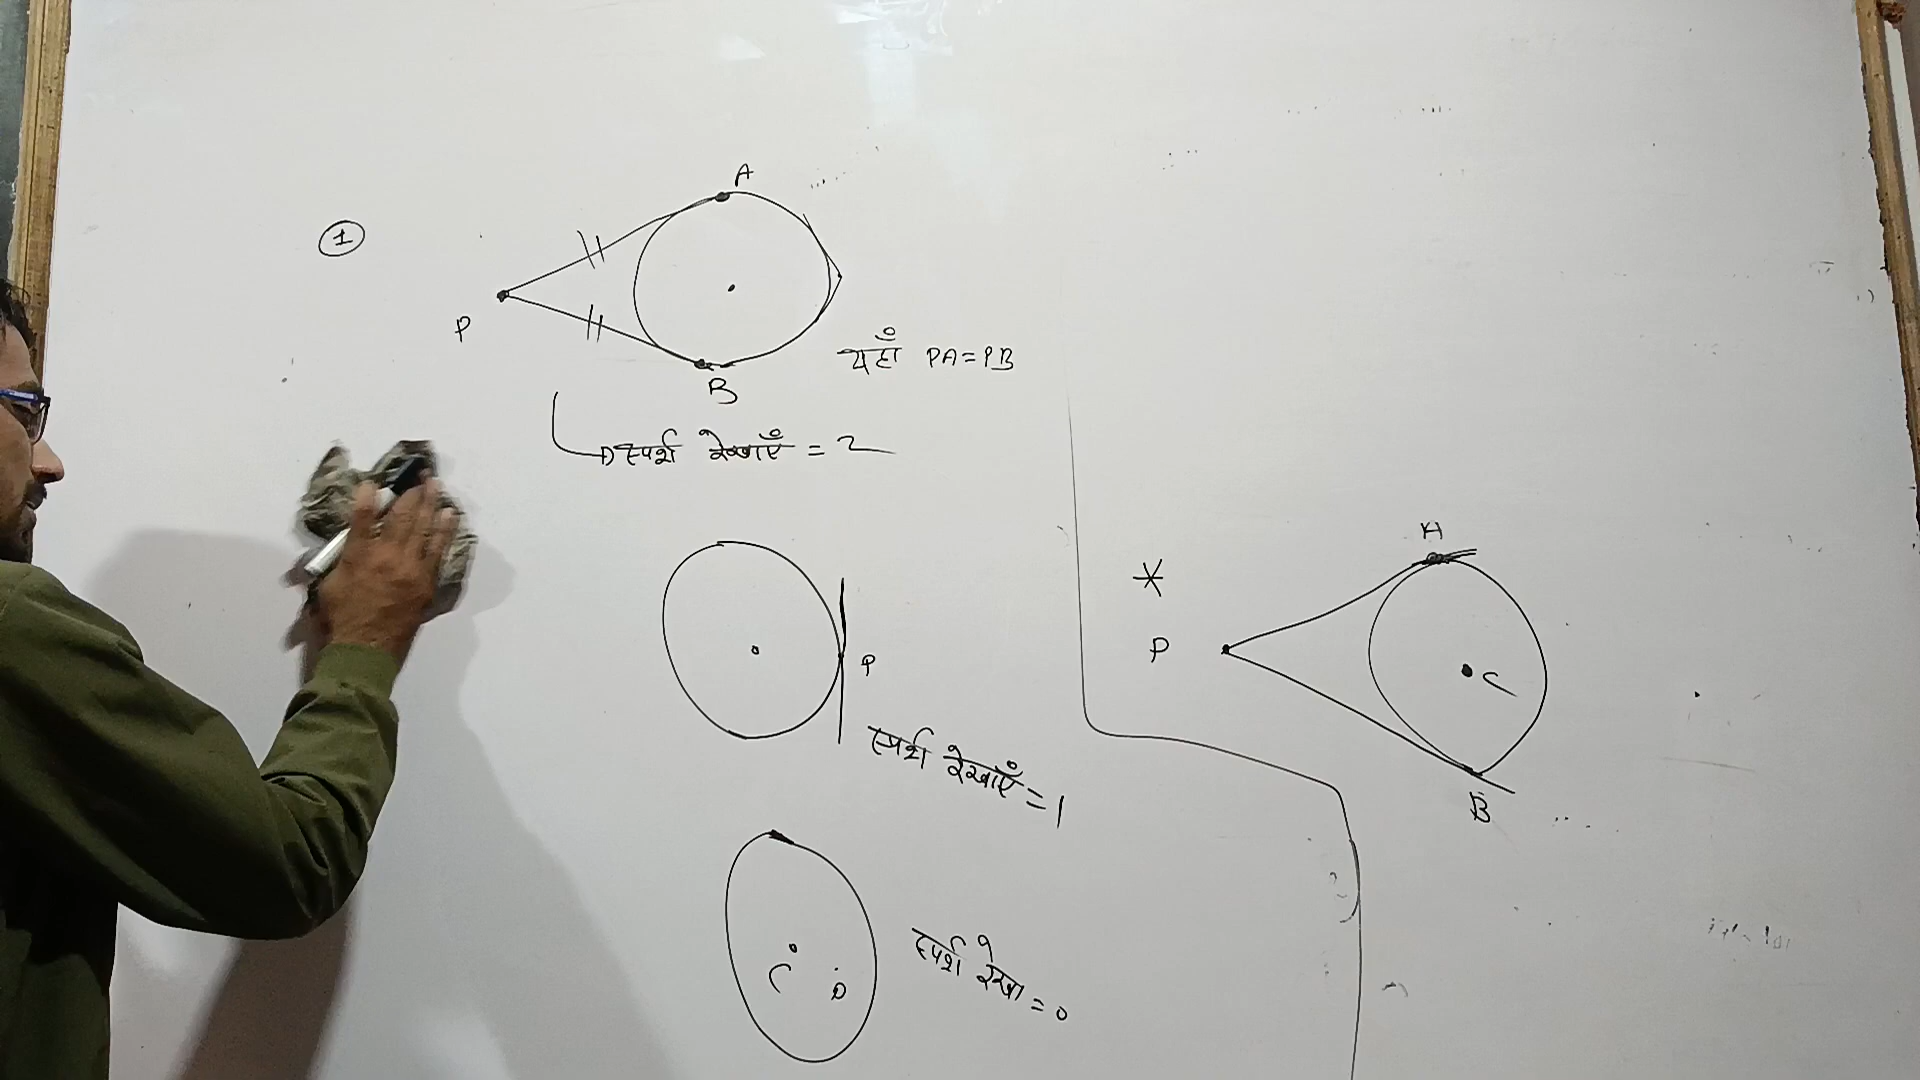 1
A
P
B
यहाँ PA = PB
स्पर्श रेखाएँ = 2
P
स्पर्श रेखाएँ = 1
C
स्पर्श रेखा = 0
*
A
P
C
B